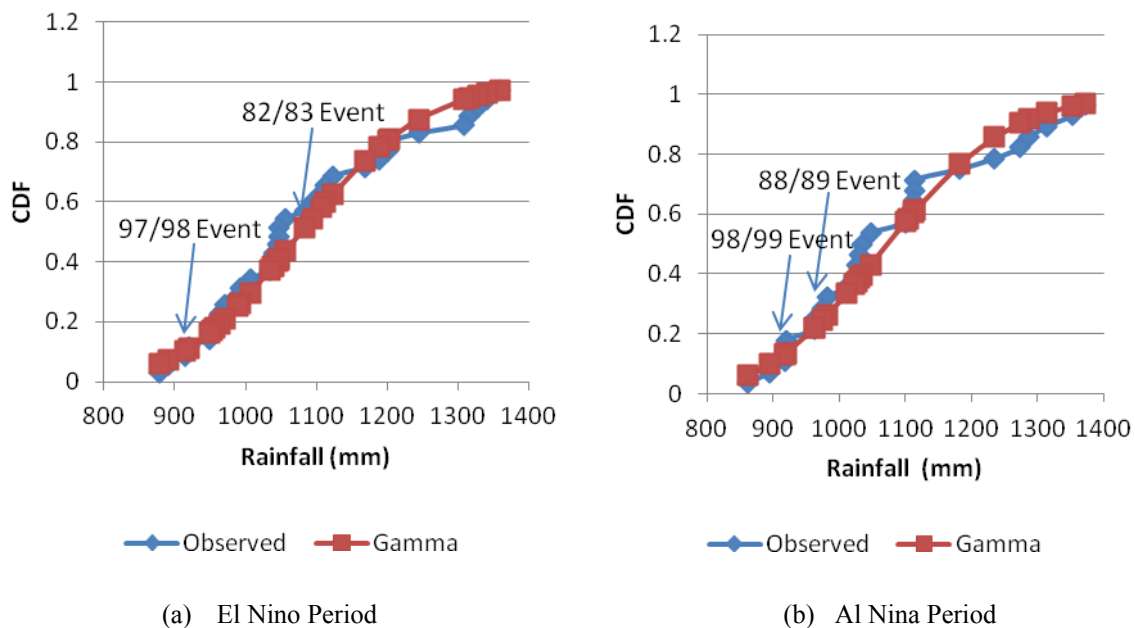 1.2
1
0.8
0.6
0.4
0.2
0
CDF
82/83 Event
97/98 Event
800 900 1000 1100 1200 1300 1400
Rainfall (mm)
Observed Gamma
(a) El Nino Period
1.2
1
0.8
0.6
0.4
0.2
0
CDF
88/89 Event
98/99 Event
800 900 1000 1100 1200 1300 1400
Rainfall (mm)
Observed Gamma
(b) Al Nina Period